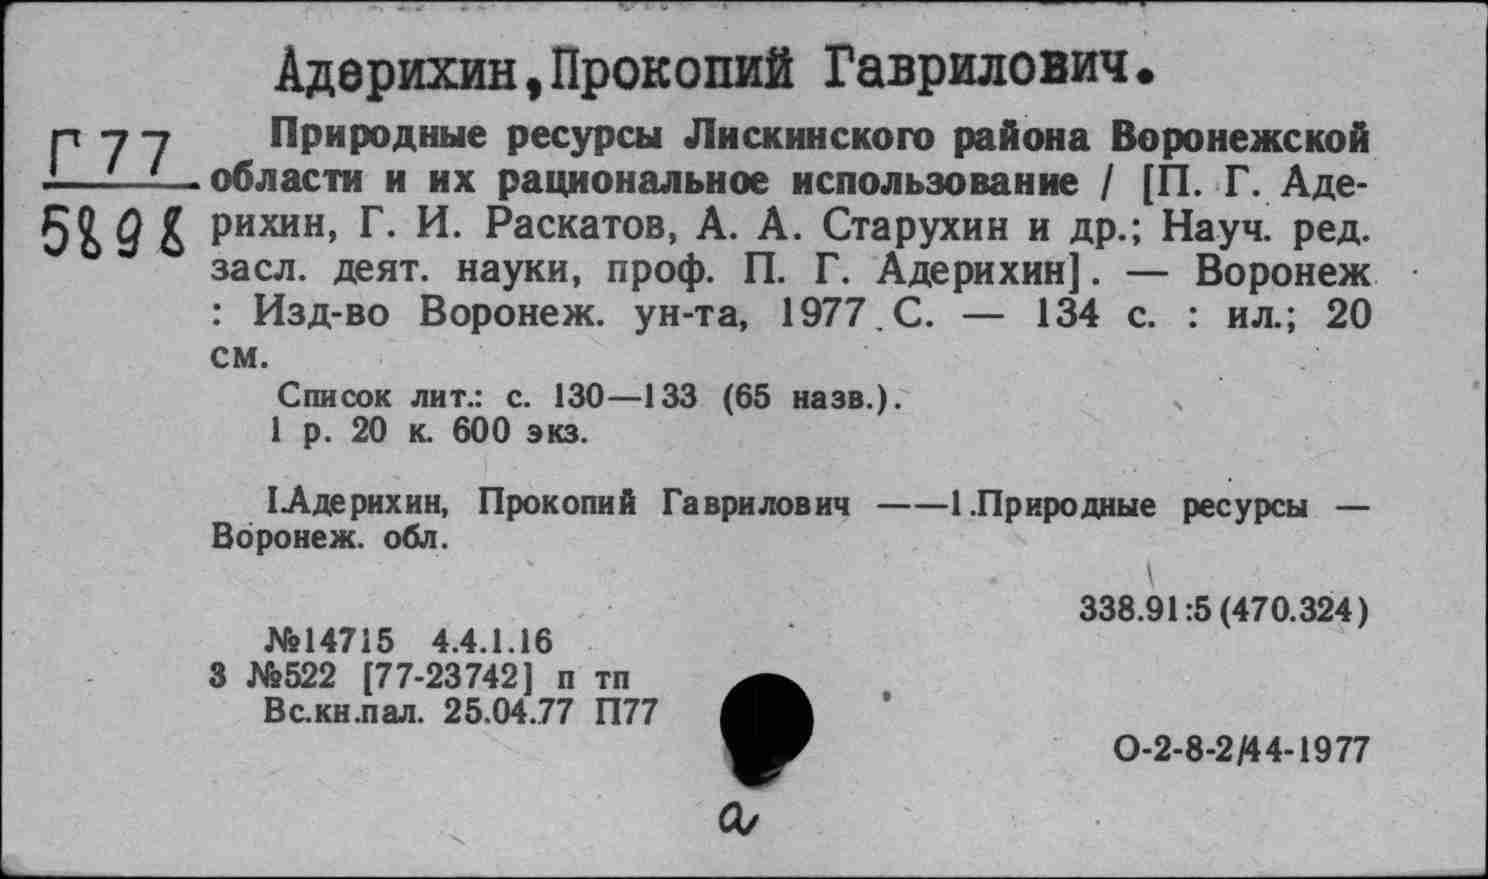 Адерихин, Прокопий Гаврилович.
Г 77
5898
Природные ресурсы Лискинского района Воронежской
области и их рациональное использование / [П. Г. Аде-
рихин, Г. И. Раскатов, А. А. Старухин и др.; Науч. ред.
засл. деят. науки, проф. П. Г. Адерихин]. — Воронеж
: Изд-во Воронеж. ун-та, 1977. С. — 134 с. : ил.; 20
см.
Список лит.: с. 130—133 (65 назв.).
1 р. 20 к. 600 экз.
I.Адерихин, Прокопий Гаврилович ——1.Природные ресурсы —
Воронеж. обл.
338.91:5(470.324)
№14715 4.4.1.16
3 №522 [77-23742] п тп
Вс.кн.пал. 25.04.77 П77
О-2-8-2/44-1977
а